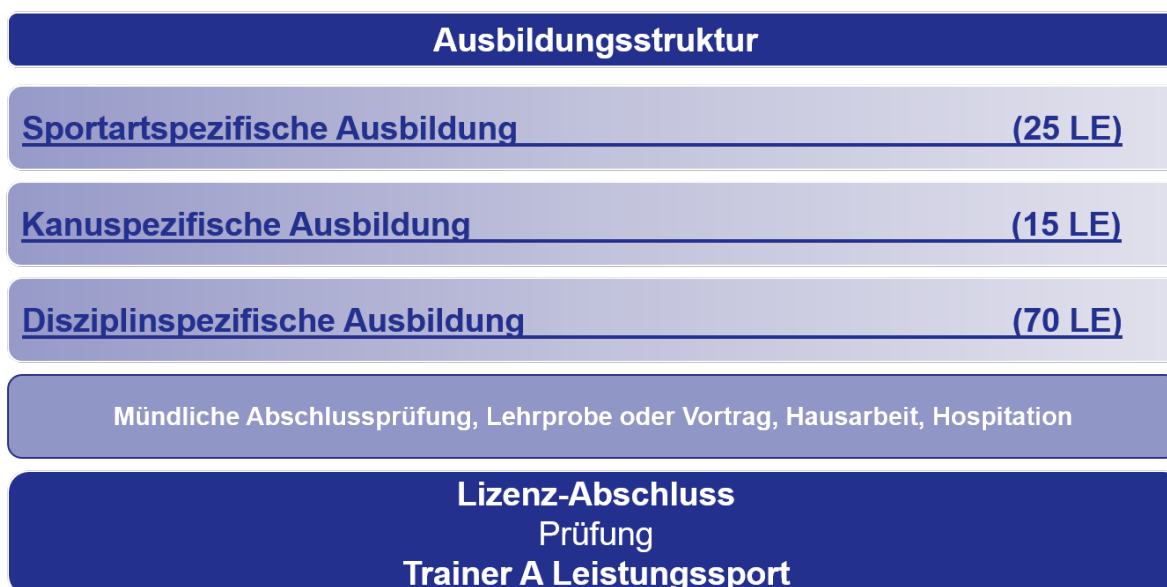 Ausbildungsstruktur
Sportartspezifische Ausbildung (25 LE)
Kanuspezifische Ausbildung (15 LE)
Disziplinspezifische Ausbildung (70 LE)
Mündliche Abschlussprüfung, Lehrprobe oder Vortrag, Hausarbeit, Hospitation
Lizenz-Abschluss
Prüfung
Trainer A Leistungssport